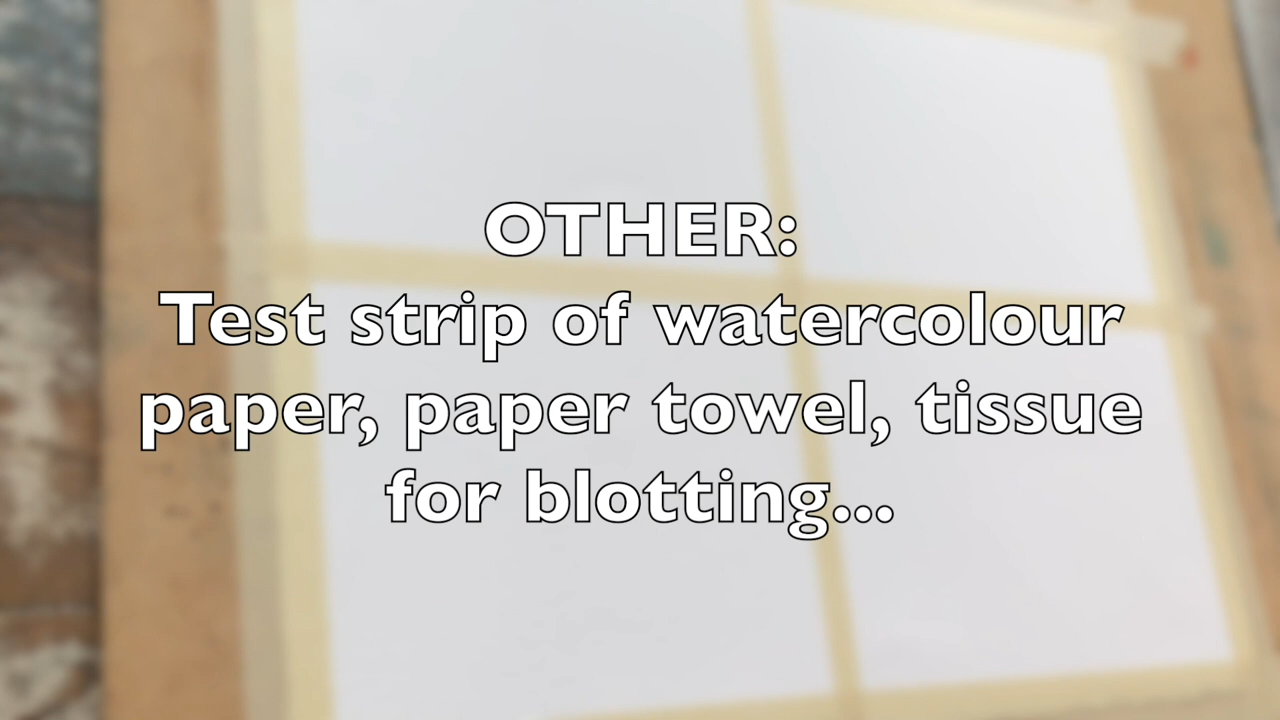 OTHER:
Test strip of watercolour
paper, paper towel, tissue
for blotting...